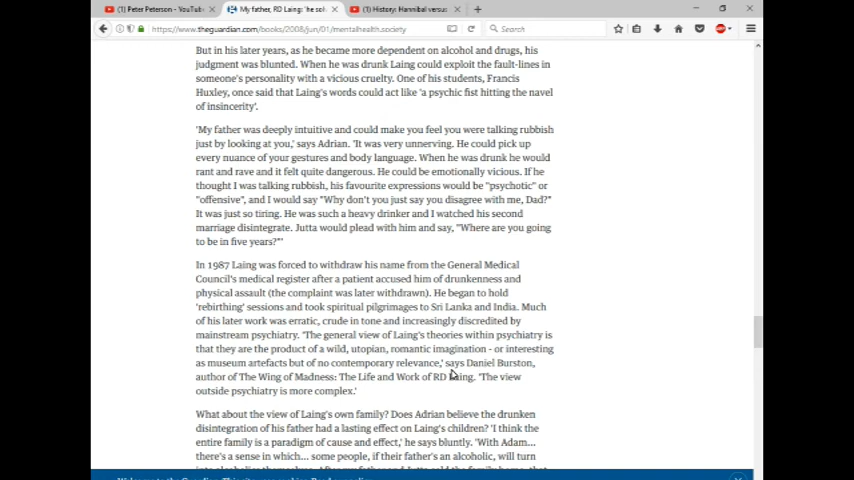 (1) Peter Peterson - YouTub
My father, RD Laing: 'he sol
(1) History: Hannibal versus
https://www.theguardian.com/books/2008/jun/01/mentalhealth.society
Search
But in his later years, as he became more dependent on alcohol and drugs, his
judgment was blunted. When he was drunk Laing could exploit the fault-lines in
someone's personality with a vicious cruelty. One of his students, Francis
Huxley, once said that Laing's words could act like 'a psychic fist hitting the navel
of insincerity'.
'My father was deeply intuitive and could make you feel you were talking rubbish
just by looking at you,' says Adrian. 'It was very unnerving. He could pick up
every nuance of your gestures and body language. When he was drunk he would
rant and rave and it felt quite dangerous. He could be emotionally vicious. If he
thought I was talking rubbish, his favourite expressions would be "psychotic" or
"offensive", and I would say "Why don't you just say you disagree with me, Dad?"
It was just so tiring. He was such a heavy drinker and I watched his second
marriage disintegrate. Jutta would plead with him and say, "Where are you going
to be in five years?"'
In 1987 Laing was forced to withdraw his name from the General Medical
Council's medical register after a patient accused him of drunkenness and
physical assault (the complaint was later withdrawn). He began to hold
'rebirthing' sessions and took spiritual pilgrimages to Sri Lanka and India. Much
of his later work was erratic, crude in tone and increasingly discredited by
mainstream psychiatry. 'The general view of Laing's theories within psychiatry is
that they are the product of a wild, utopian, romantic imagination - or interesting
as museum artefacts but of no contemporary relevance,' says Daniel Burston,
author of The Wing of Madness: The Life and Work of RD Laing. 'The view
outside psychiatry is more complex.'
What about the view of Laing's own family? Does Adrian believe the drunken
disintegration of his father had a lasting effect on Laing's children? 'I think the
entire family is a paradigm of cause and effect,' he says bluntly. 'With Adam...
there's a sense in which... some people, if their father's an alcoholic, will turn